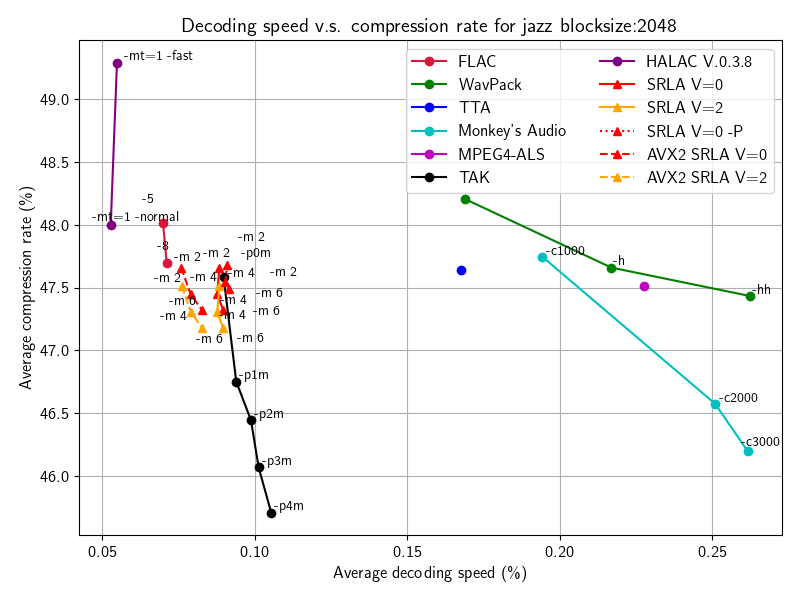 Decoding speed v.s. compression rate for jazz blocksize:2048
-mt=1 -fast
FLAC
WavPack
TTA
Monkey's Audio
MPEG4-ALS
TAK
HALAC V.0.3.8
SRLA V=0
SRLA V=2
SRLA V=0 -P
AVX2 SRLA V=0
AVX2 SRLA V=2
49.0
48.5
48.0
47.5
47.0
46.5
46.0
Average compression rate (%)
-5
-mt=1 -normal
-8
-m 2
-m 2
-m 2
-p0m
-m 2
-m 4
-m 4
-m 2
-m 6
-m 4
-m 6
-m 4
-m 4
-m 6
-m 6
-m 6
-c1000
-h
-hh
-p1m
-p2m
-p3m
-p4m
-c2000
-c3000
0.05
0.10
0.15
0.20
0.25
Average decoding speed (%)